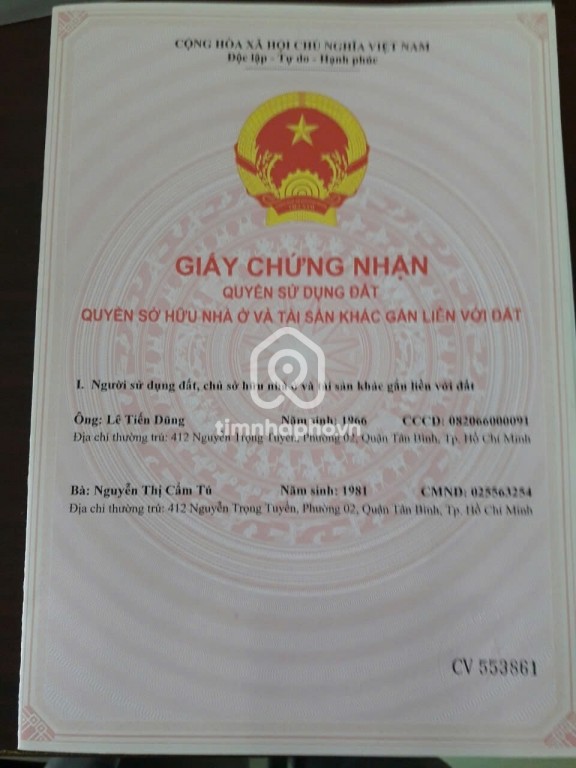 CỘNG HÒA XÃ HỘI CHỦ NGHĨA VIỆT NAM
Độc lập - Tự do - Hạnh phúc
GIẤY CHỨNG NHẬN
QUYỀN SỬ DỤNG ĐẤT
QUYỀN SỞ HỮU NHÀ Ở VÀ TÀI SẢN KHÁC GẮN LIỀN VỚI ĐẤT
I. Người sử dụng đất, chủ sở hữu nhà ở và tài sản khác gắn liền với đất
Ông: Lê Tiến Dũng Năm sinh: 1966 CCCD: 082066000091
timnhaphovn
Địa chỉ thường trú: 412 Nguyễn Trọng Tuyển, Phường 02, Quận Tân Bình, Tp. Hồ Chí Minh
Bà: Nguyễn Thị Cẩm Tú Năm sinh: 1981 CMND: 025563254
Địa chỉ thường trú: 412 Nguyễn Trọng Tuyển, Phường 02, Quận Tân Bình, Tp. Hồ Chí Minh
CV 553861